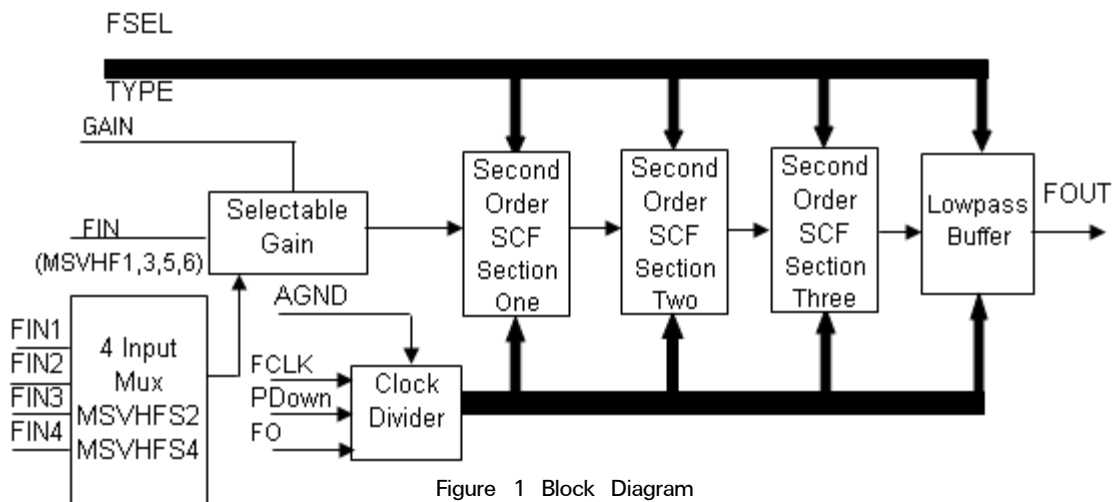 FSEL
TYPE
GAIN
FIN
(MSVHF1,3,5,6)
Selectable
Gain
FIN1
FIN2
FIN3
FIN4
4 Input
Mux
MSVHFS2
MSVHFS4
AGND
FCLK
PDown
FO
Clock
Divider
Second
Order
SCF
Section
One
Second
Order
SCF
Section
Two
Second
Order
SCF
Section
Three
Lowpass
Buffer
FOUT
Figure 1 Block Diagram